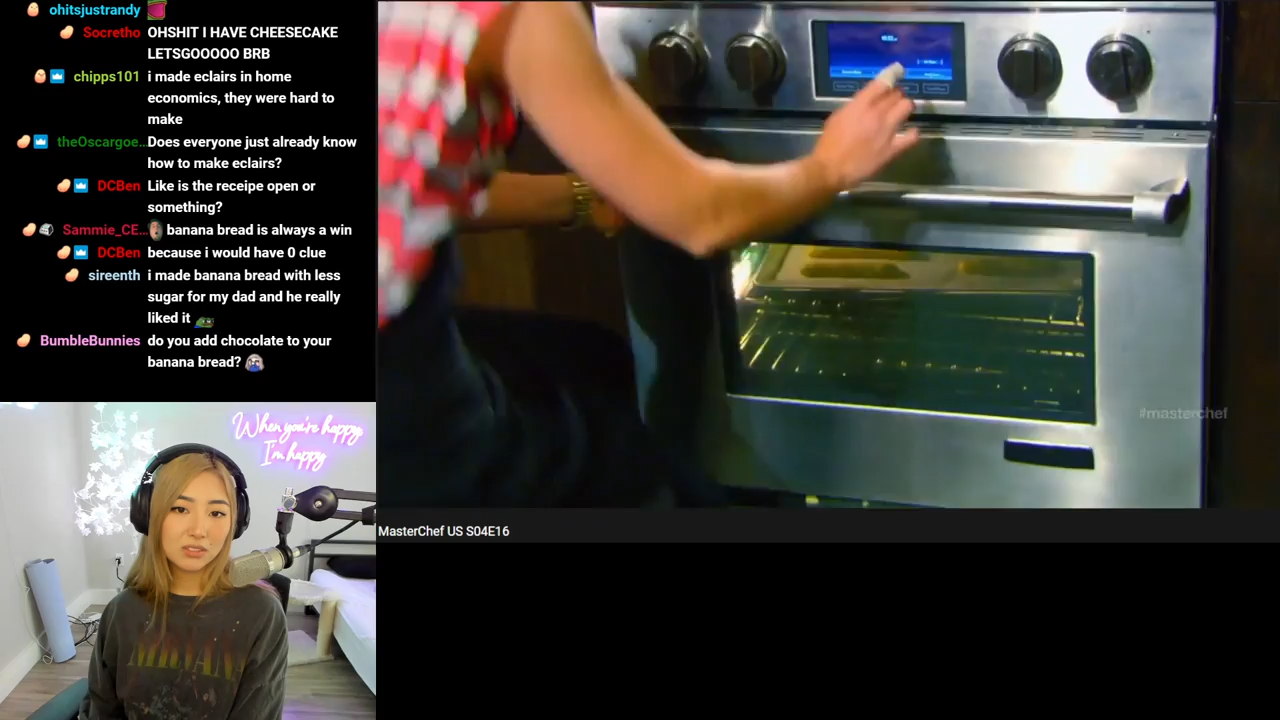 ohitsjustrandy
Socretho OHSHIT I HAVE CHEESECAKE
LETSGOOOOO BRB
chipps101 i made eclairs in home
economics, they were hard to
make
theOscargoe... Does everyone just already know
how to make eclairs?
DCBen Like is the receipe open or
something?
Sammie_CE... banana bread is always a win
DCBen because i would have 0 clue
sireenth i made banana bread with less
sugar for my dad and he really
liked it
BumbleBunnies do you add chocolate to your
banana bread?
When you're happy
I'm happy
#masterchef
MasterChef US S04E16